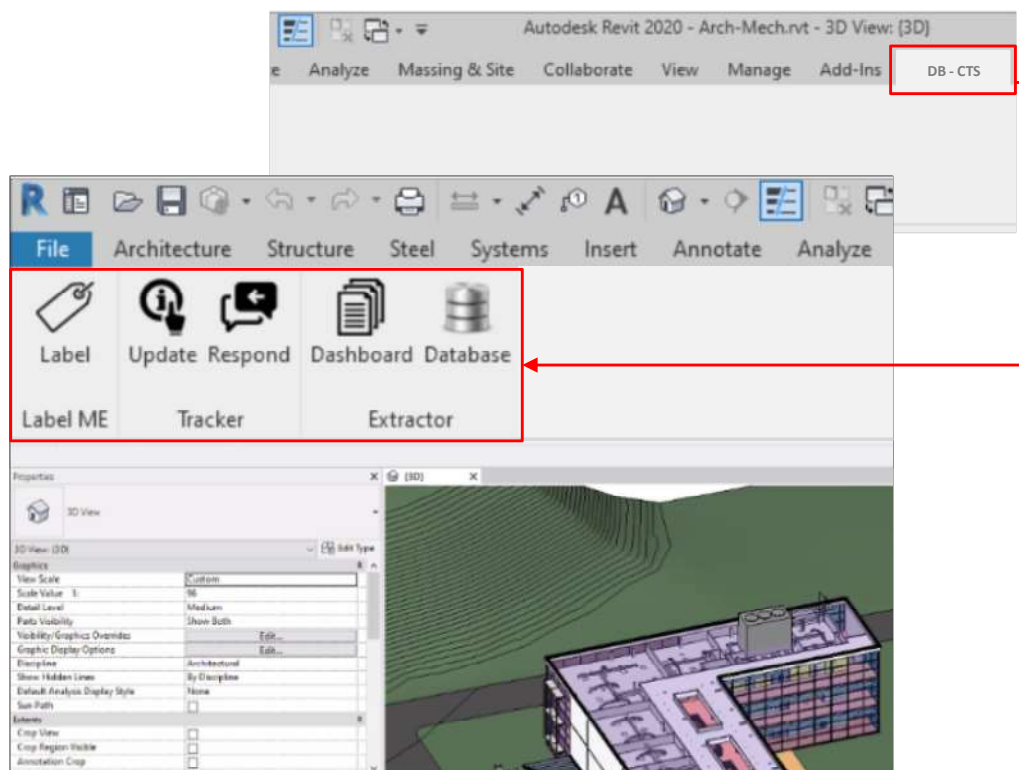 Autodesk Revit 2020 - Arch-Mech.rvt - 3D View: {3D}
e Analyze Massing & Site Collaborate View Manage Add-Ins DB - CTS
File Architecture Structure Steel Systems Insert Annotate Analyze
Label Update Respond Dashboard Database
Label ME Tracker Extractor
Properties X {3D} X
3D View
3D View: {3D} Edit Type
Graphics
View Scale Custom
Scale Value 1: 96
Detail Level Medium
Parts Visibility Show Both
Visibility/Graphics Overrides Edit...
Graphic Display Options Edit...
Discipline Architectural
Show Hidden Lines By Discipline
Default Analysis Display Style None
Sun Path
Extents
Crop View
Crop Region Visible
Annotation Crop